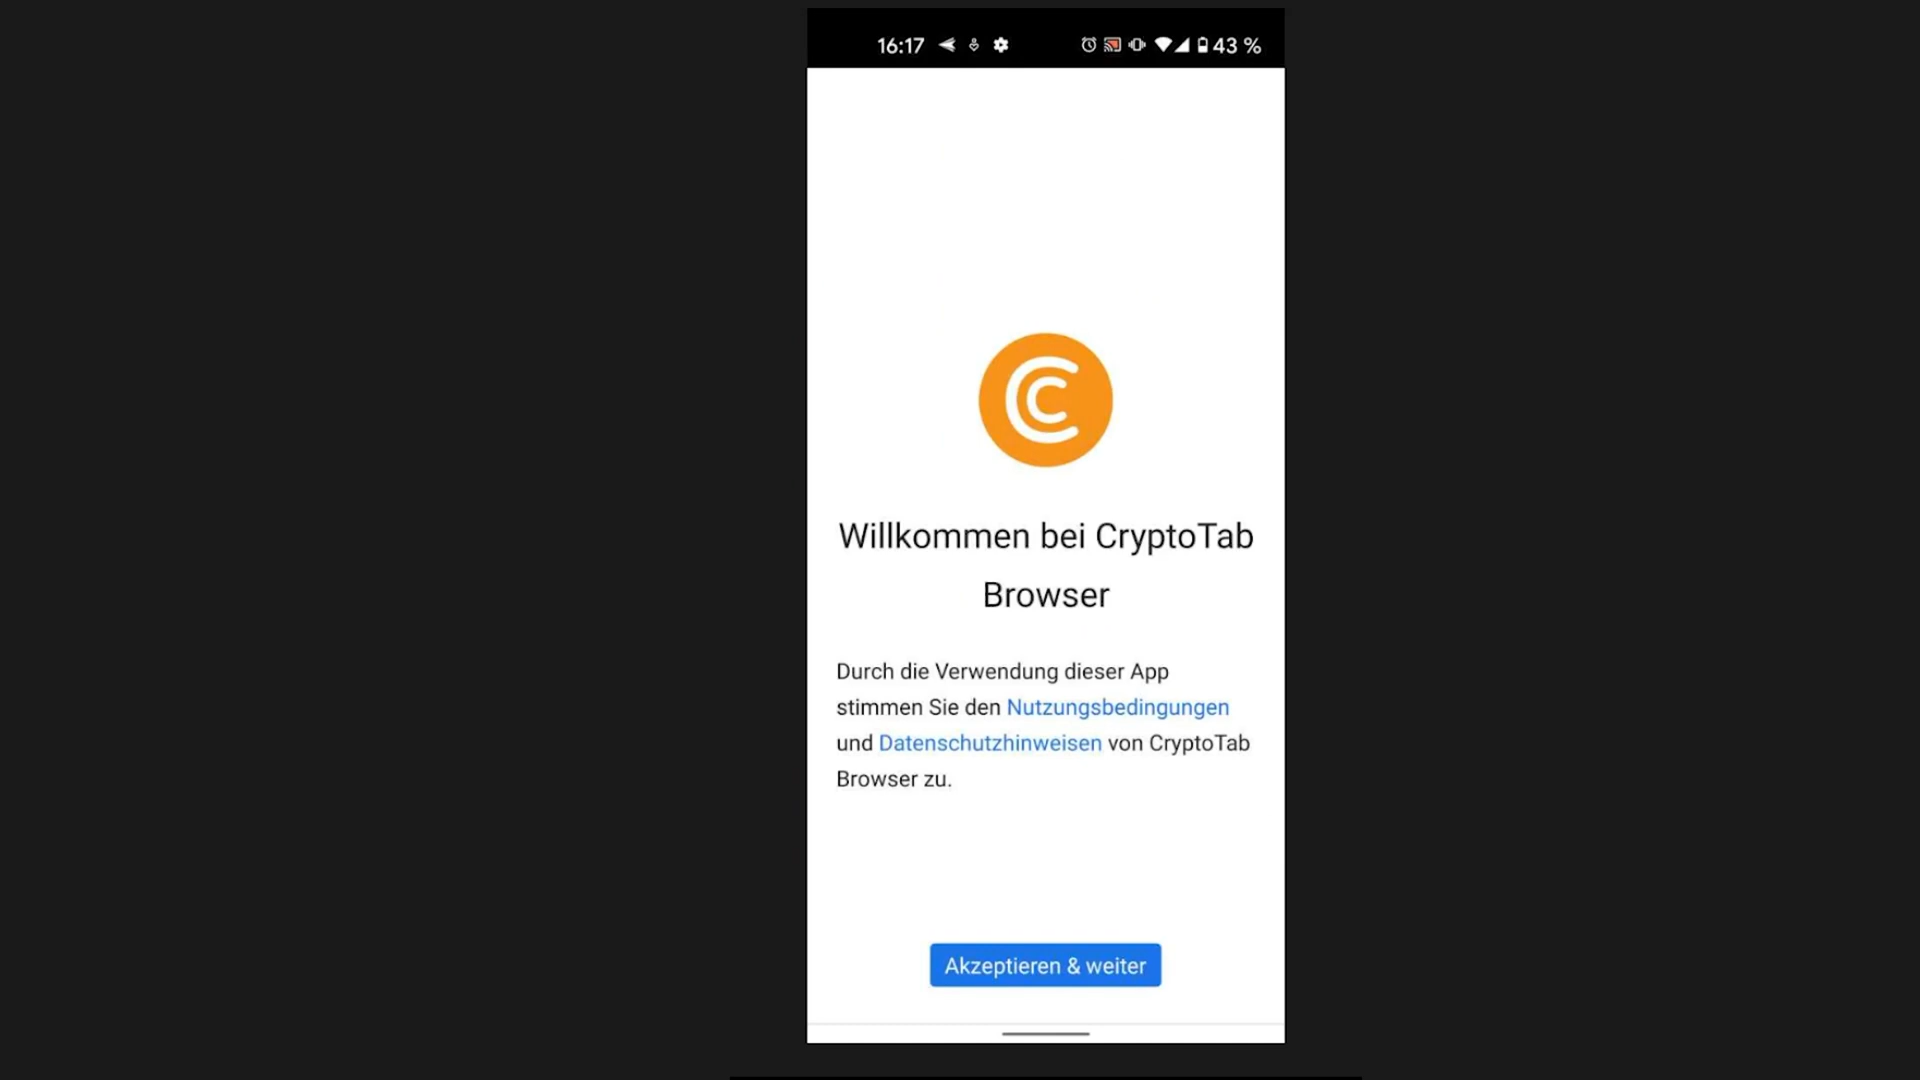 16:17 43 %
Willkommen bei CryptoTab
Browser
Durch die Verwendung dieser App
stimmen Sie den Nutzungsbedingungen
und Datenschutzhinweisen von CryptoTab
Browser zu.
Akzeptieren & weiter